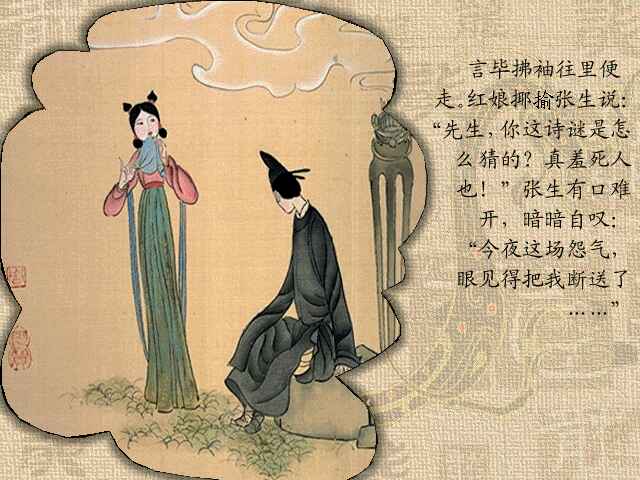 言毕拂袖往里便
走。红娘揶揄张生说：
“先生，你这诗谜是怎
么猜的？真羞死人
也！”张生有口难
开，暗暗自叹：
“今夜这场怨气，
眼见得把我断送了
……”